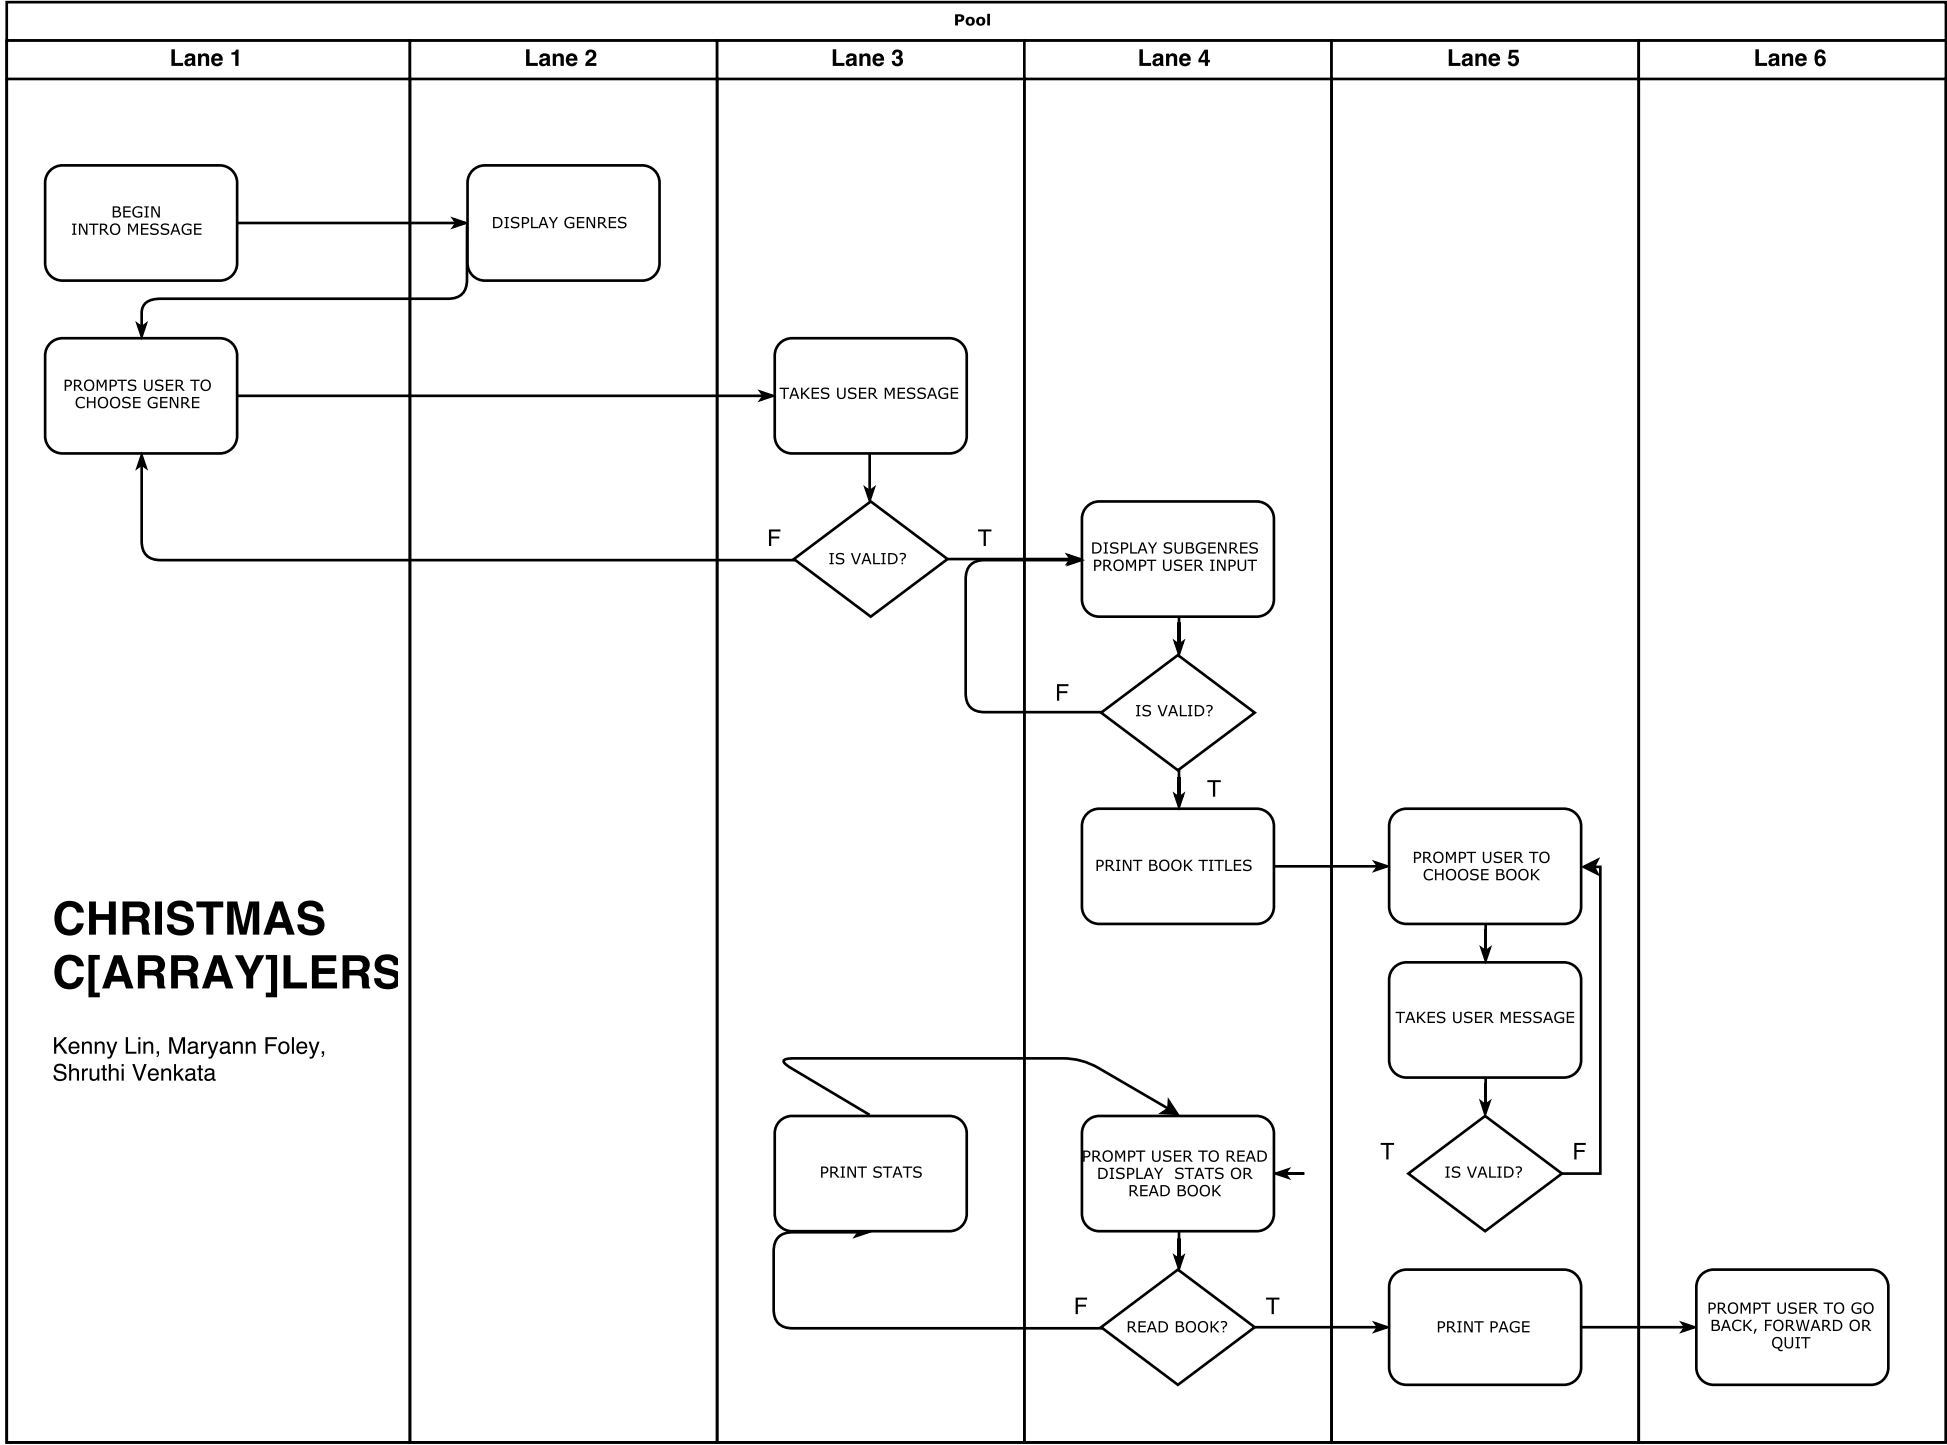 Pool
Lane 1
Lane 2
Lane 3
Lane 4
Lane 5
Lane 6
BEGIN
INTRO MESSAGE
DISPLAY GENRES
PROMPTS USER TO
CHOOSE GENRE
TAKES USER MESSAGE
F
IS VALID?
T
DISPLAY SUBGENRES
PROMPT USER INPUT
F
IS VALID?
T
PRINT BOOK TITLES
PROMPT USER TO
CHOOSE BOOK
TAKES USER MESSAGE
T
IS VALID?
F
CHRISTMAS
C[ARRAY]LERS
Kenny Lin, Maryann Foley,
Shruthi Venkata
PRINT STATS
PROMPT USER TO READ
DISPLAY  STATS OR
READ BOOK
F
READ BOOK?
T
PRINT PAGE
PROMPT USER TO GO
BACK, FORWARD OR
QUIT